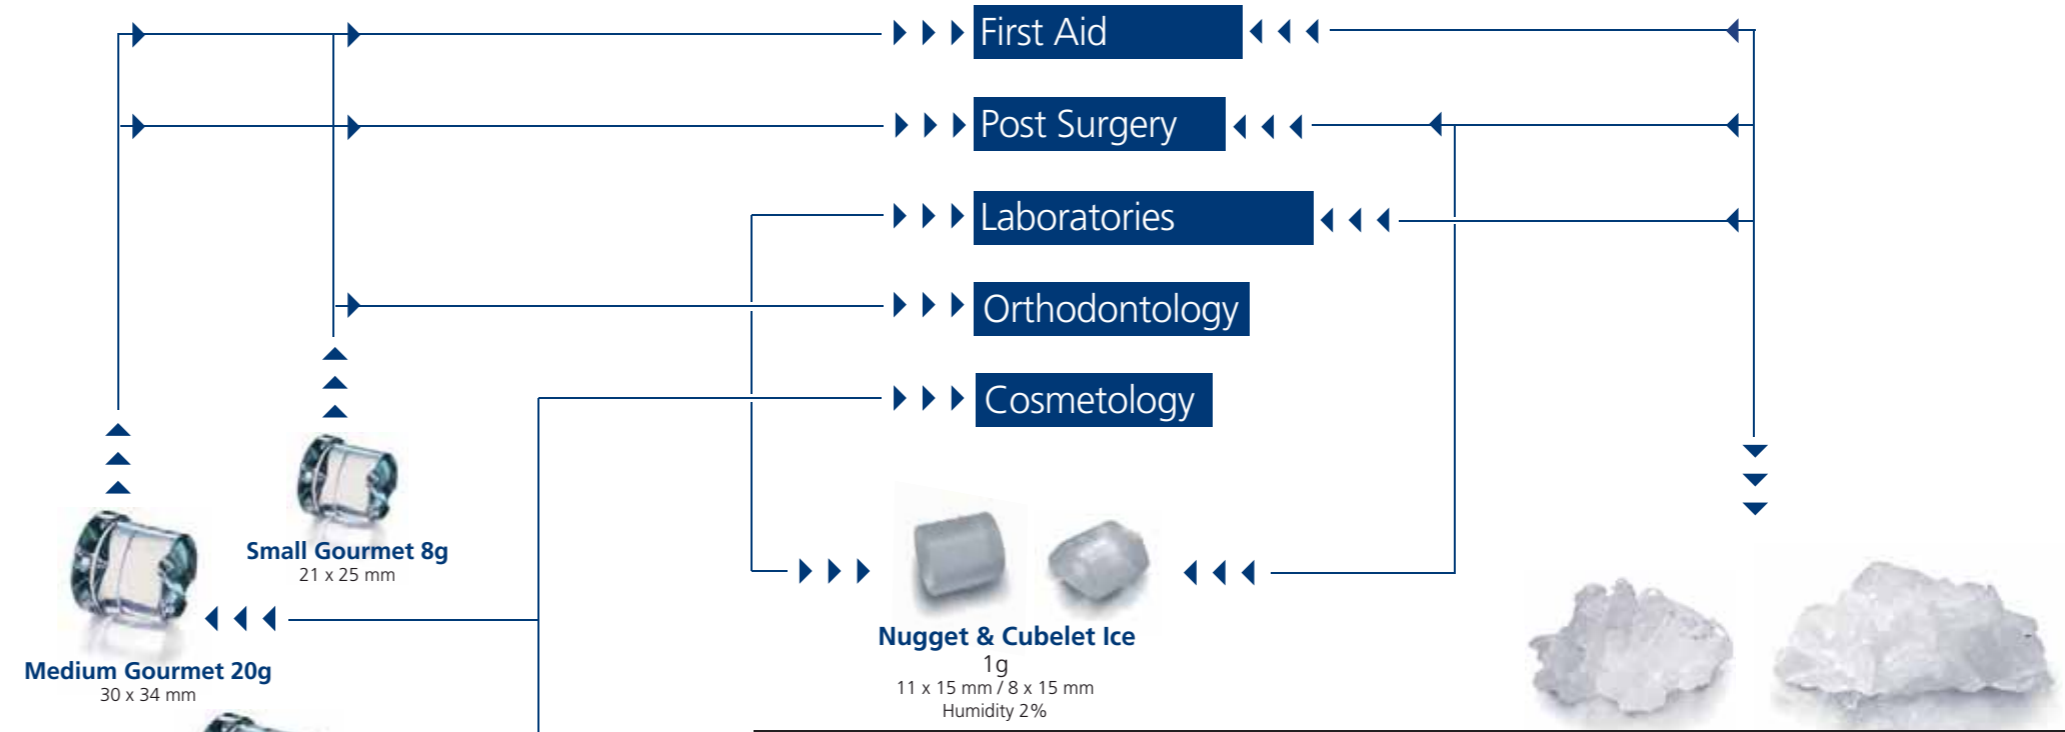 First Aid
Post Surgery
Laboratories
Orthodontology
Cosmetology
Small Gourmet 8g
21 x 25 mm
Medium Gourmet 20g
30 x 34 mm
Nugget & Cubelet Ice
1g
11 x 15 mm / 8 x 15 mm
Humidity 2%